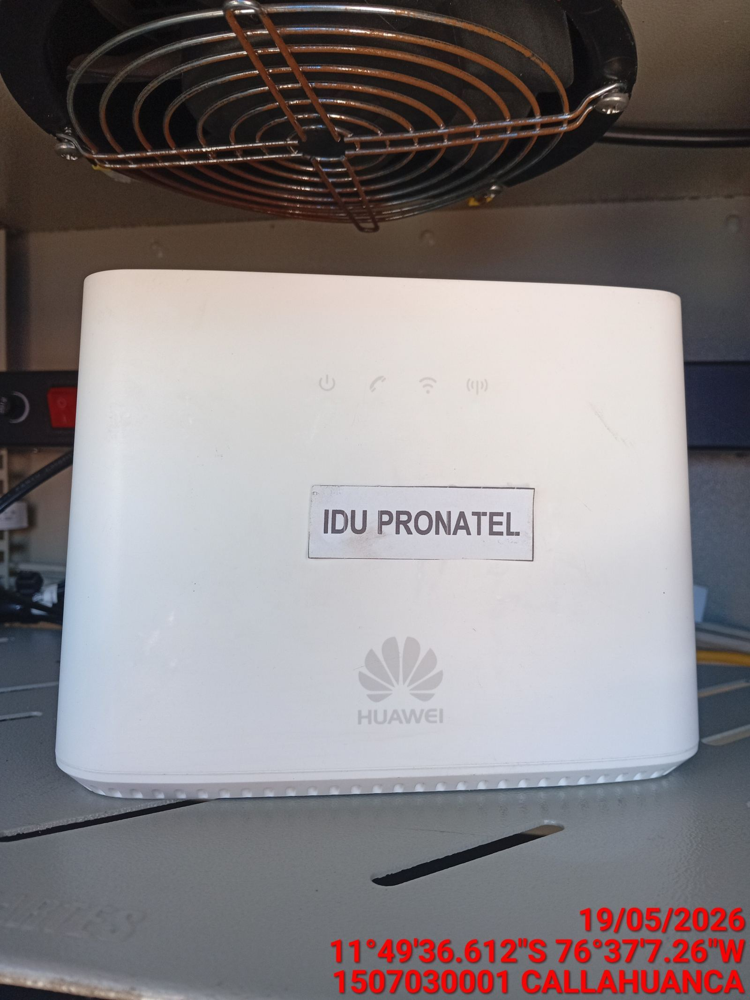 IDU PRONATEL
HUAWEI
19/05/2026
11°49'36.612"S 76°37'7.26"W
1507030001 CALLAHUANCA